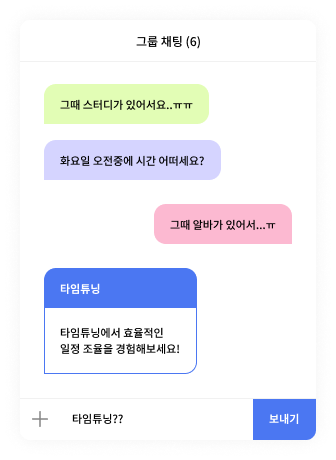 그룹 채팅 (6)
그때 스터디가 있어서요..ㅠㅠ
화요일 오전중에 시간 어떠세요?
그때 알바가 있어서...ㅠ
타임튜닝
타임튜닝에서 효율적인
일정 조율을 경험해보세요!
타임튜닝??
보내기